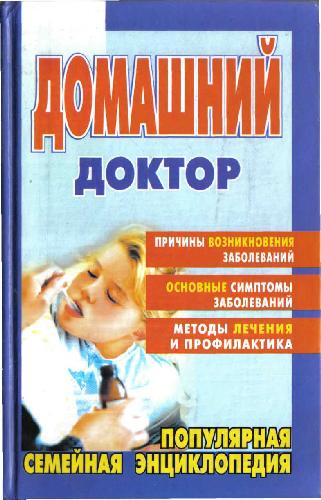 ДОМАШНИЙ
ДОКТОР
ПРИЧИНЫ ВОЗНИКНОВЕНИЯ
ЗАБОЛЕВАНИЙ
ОСНОВНЫЕ СИМПТОМЫ
ЗАБОЛЕВАНИЙ
МЕТОДЫ ЛЕЧЕНИЯ
И ПРОФИЛАКТИКА
ПОПУЛЯРНАЯ
СЕМЕЙНАЯ ЭНЦИКЛОПЕДИЯ